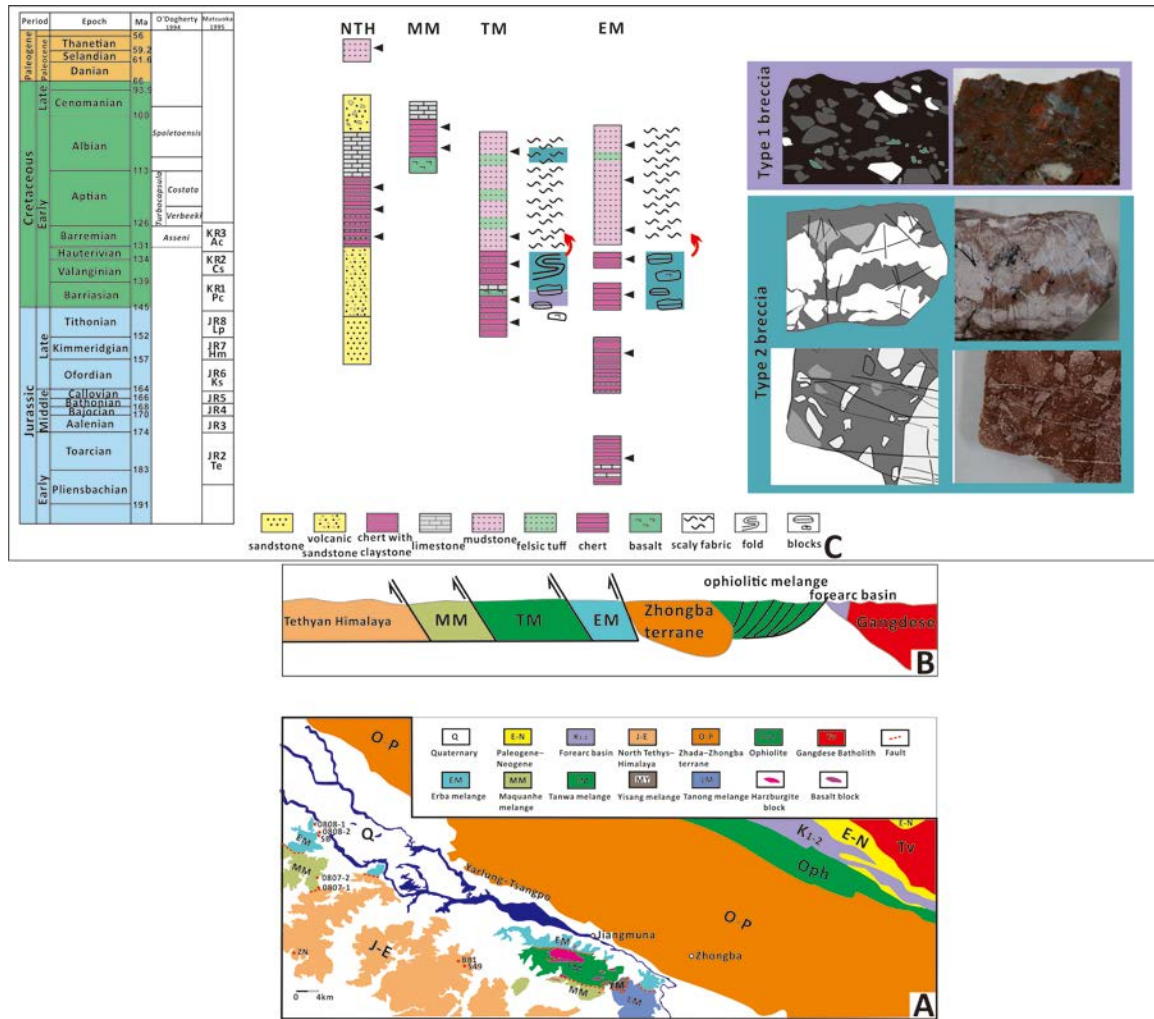 Period Epoch Ma O'Dogherty 1994 Matsuoka 1995
Paleogene
Paleocene
Thanetian
Selandian
Danian
56
59.2
61.6
66
Cretaceous
Late
Early
Cenomanian
Albian
Aptian
Barremian
Hauterivian
Valanginian
Barriasian
93.9
100
113
126
131
134
139
145
Spoletoensis
Turbocapsula
Costata
Verbeeki
Asseni
KR3
Ac
KR2
Cs
KR1
Pc
Jurassic
Late
Middle
Early
Tithonian
Kimmeridgian
Ofordian
Callovian
Bathonian
Bajocian
Aalenian
Toarcian
Pliensbachian
152
157
164
166
168
170
174
183
191
JR8
Lp
JR7
Hm
JR6
Ks
JR5
JR4
JR3
JR2
Te
NTH MM TM EM
Type 1 breccia
Type 2 breccia
sandstone
volcanic
sandstone
chert with
claystone
limestone
mudstone
felsic tuff
chert
basalt
scaly fabric
fold
blocks
C
ophiolitic melange
forearc basin
Tethyan Himalaya
MM
TM
EM
Zhongba
terrane
Gangdese
B
O-P
Q
Quaternary
E-N
Paleogene–
Neogene
K1-2
Forearc basin
J-E
North Tethys–
Himalaya
O-P
Zhada–Zhongba
terrane
Ophiolite
Tv
Gangdese Batholith
Fault
EM
Erba melange
MM
Maquanhe
melange
Tanwa melange
MY
Yisang melange
Tanong melange
Harzburgite
block
Basalt block
0808-1
0808-2
EM
Q
MM
0807-2
0807-1
Yarlung-Tsangpo
K1-2
E-N
E-N
Tv
Oph
O-P
Jiangmuna
Zhongba
ZN
J-E
EM
MM
0 4km
A